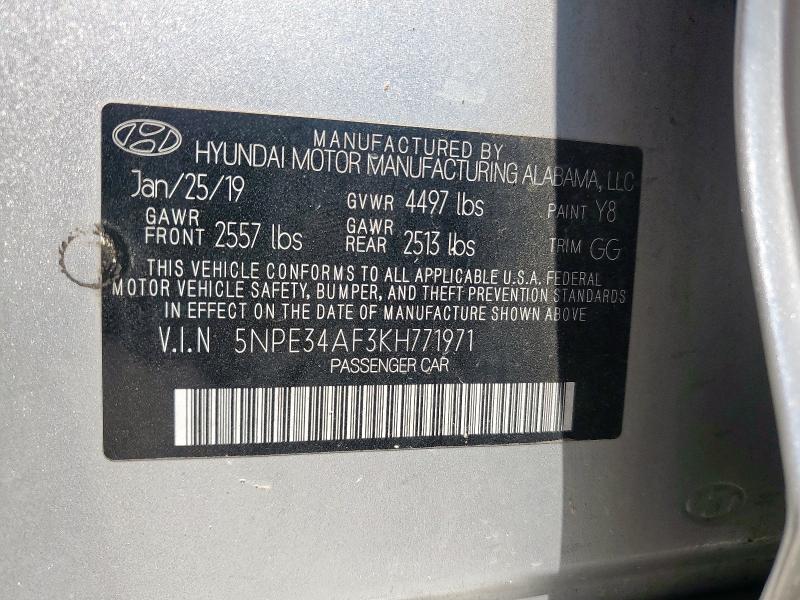 MANUFACTURED BY
HYUNDAI MOTOR MANUFACTURING ALABAMA, LLC
Jan/25/19 GVWR 4497 lbs PAINT Y8
GAWR FRONT 2557 lbs GAWR REAR 2513 lbs TRIM GG
THIS VEHICLE CONFORMS TO ALL APPLICABLE U.S.A. FEDERAL
MOTOR VEHICLE SAFETY, BUMPER, AND THEFT PREVENTION STANDARDS
IN EFFECT ON THE DATE OF MANUFACTURE SHOWN ABOVE.
V.I.N 5NPE34AF3KH771971
PASSENGER CAR